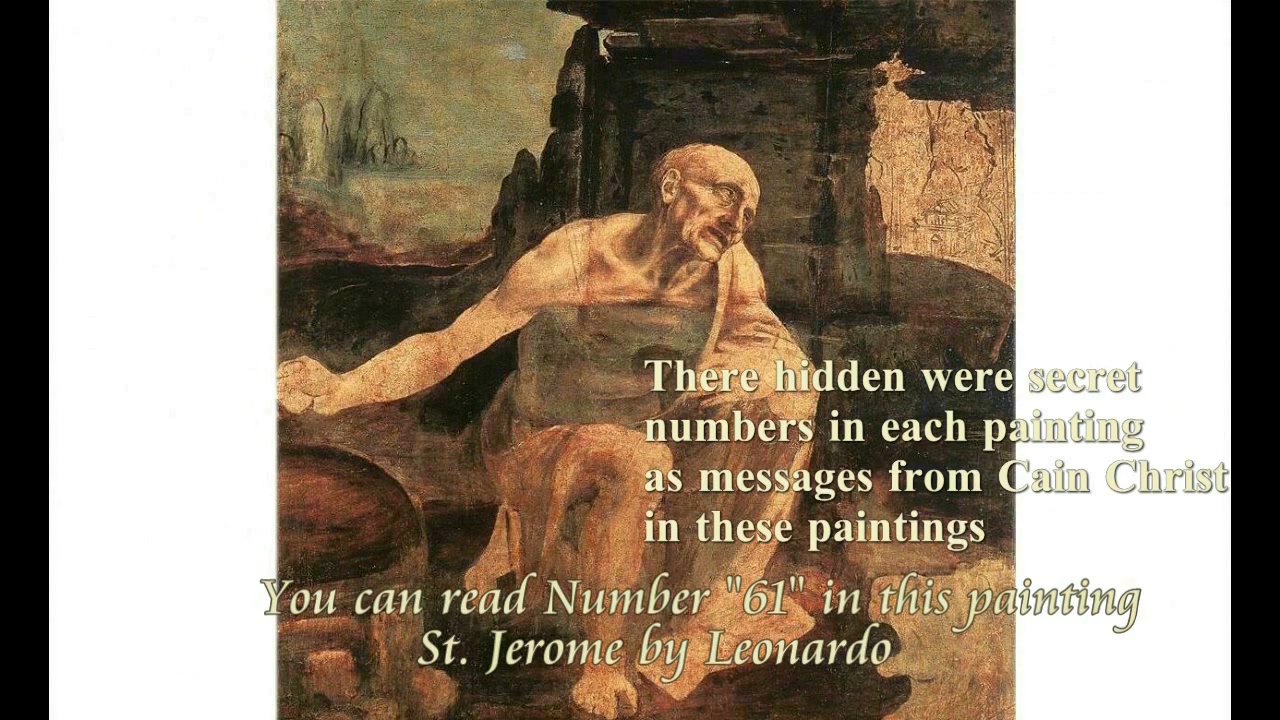 There hidden were secret
numbers in each painting
as messages from Cain Christ
in these paintings
You can read Number "61" in this painting
St. Jerome by Leonardo